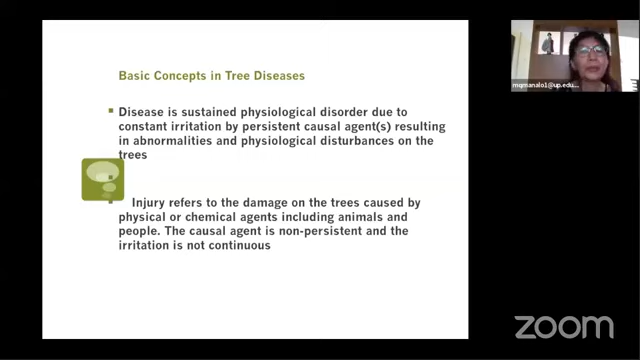 Basic Concepts in Tree Diseases
Disease is sustained physiological disorder due to
constant irritation by persistent causal agent(s) resulting
in abnormalities and physiological disturbances on the
trees
Injury refers to the damage on the trees caused by
physical or chemical agents including animals and
people. The causal agent is non-persistent and the
irritation is not continuous
mqmanalo1@up.edu...
zoom